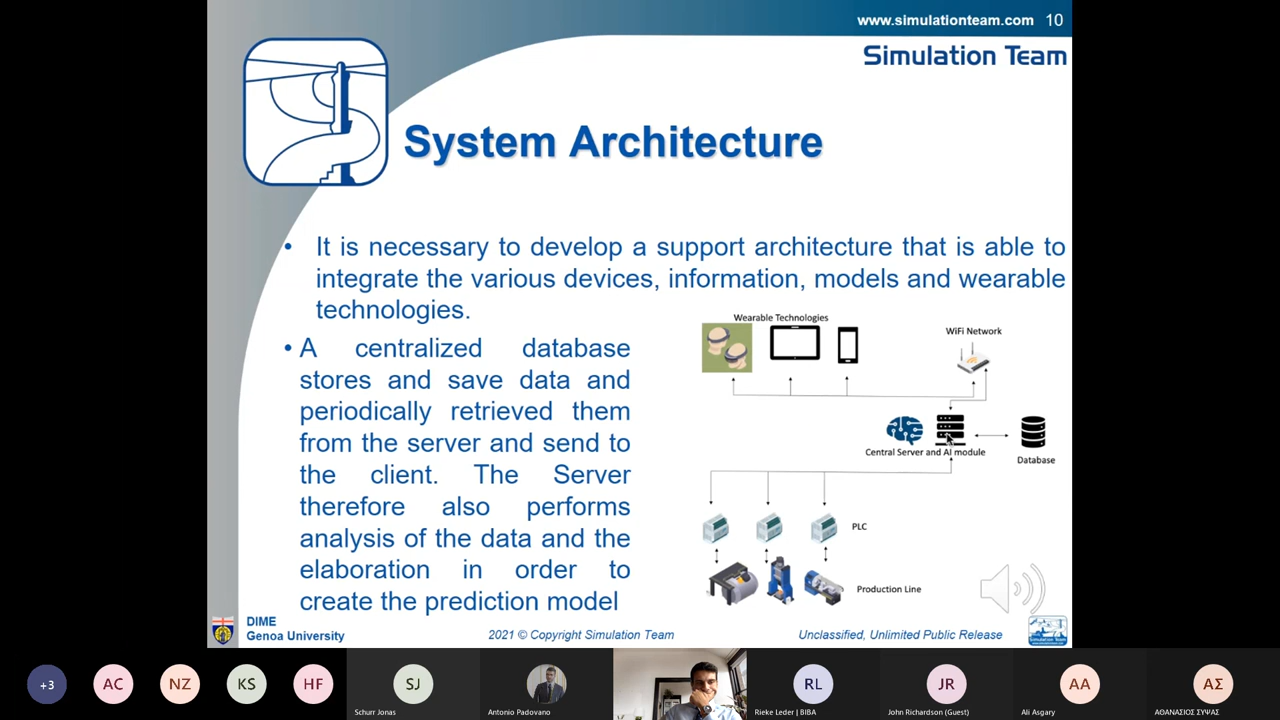 www.simulationteam.com 10
Simulation Team
System Architecture
• It is necessary to develop a support architecture that is able to
integrate the various devices, information, models and wearable
technologies.
• A centralized database
stores and save data and
periodically retrieved them
from the server and send to
the client. The Server
therefore also performs
analysis of the data and the
elaboration in order to
create the prediction model
Wearable Technologies
WiFi Network
Central Server and AI module
Database
PLC
Production Line
DIME
Genoa University
2021 © Copyright Simulation Team
Unclassified, Unlimited Public Release
+3
AC
NZ
KS
HF
SJ
Schurr Jonas
Antonio Padovano
RL
Rieke Leder | BIBA
JR
John Richardson (Guest)
AA
Ali Asgary
ΑΣ
ΑΘΑΝΑΣΙΟΣ ΣΥΨΑΣ